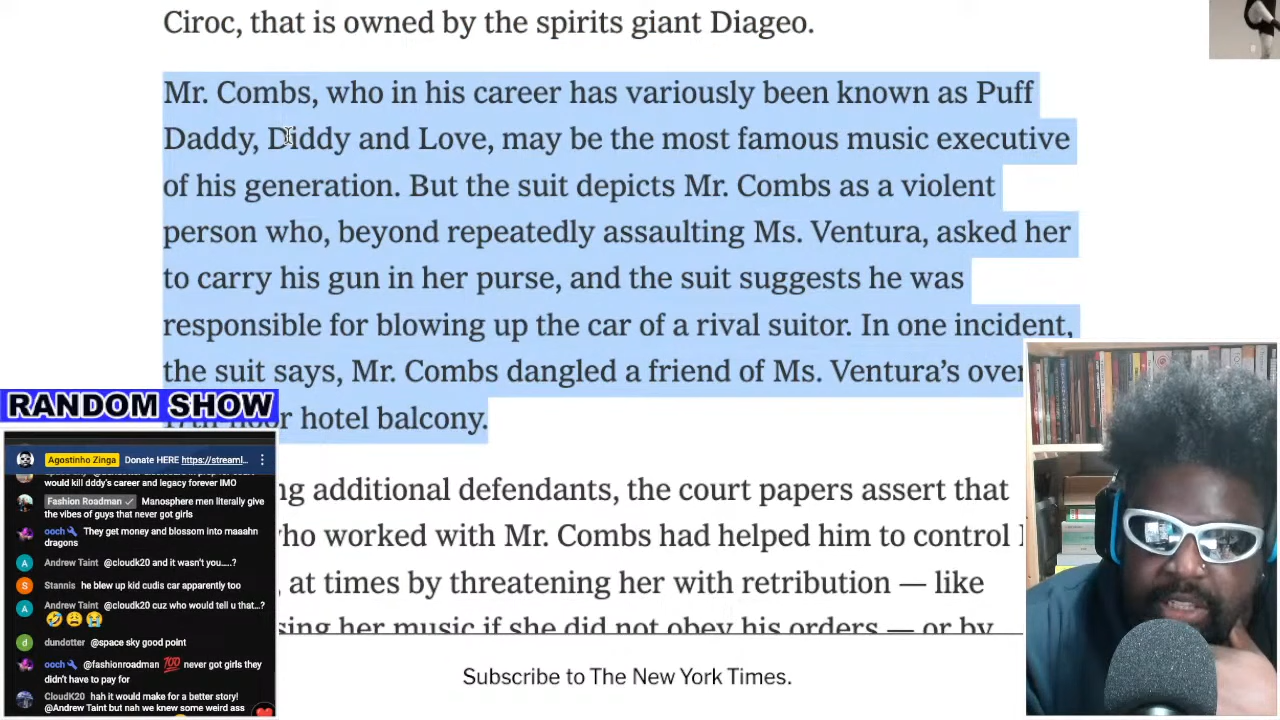 Ciroc, that is owned by the spirits giant Diageo.
Mr. Combs, who in his career has variously been known as Puff
Daddy, Diddy and Love, may be the most famous music executive
of his generation. But the suit depicts Mr. Combs as a violent
person who, beyond repeatedly assaulting Ms. Ventura, asked her
to carry his gun in her purse, and the suit suggests he was
responsible for blowing up the car of a rival suitor. In one incident,
the suit says, Mr. Combs dangled a friend of Ms. Ventura’s over
hotel balcony.
additional defendants, the court papers assert that
who worked with Mr. Combs had helped him to control
, at times by threatening her with retribution — like
her music if she did not obey his orders — or by
Subscribe to The New York Times.
RANDOM SHOW
Agostinho Zinga Donate HERE https://streaml...
would kill dddy's career and legacy forever IMO
Fashion Roadman Manosphere men literally give
the vibes of guys that never got girls
ooch They get money and blossom into maaahn
dragons
Andrew Taint @cloudk20 and it wasn't you.....?
Stannis he blew up kid cudis car apparently too
Andrew Taint @cloudk20 cuz who would tell u that...?
🤣😩😭
dundotter @space sky good point
ooch @fashionroadman 💯 never got girls they
didn't have to pay for
CloudK20 hah it would make for a better story!
@Andrew Taint but nah we knew some weird ass